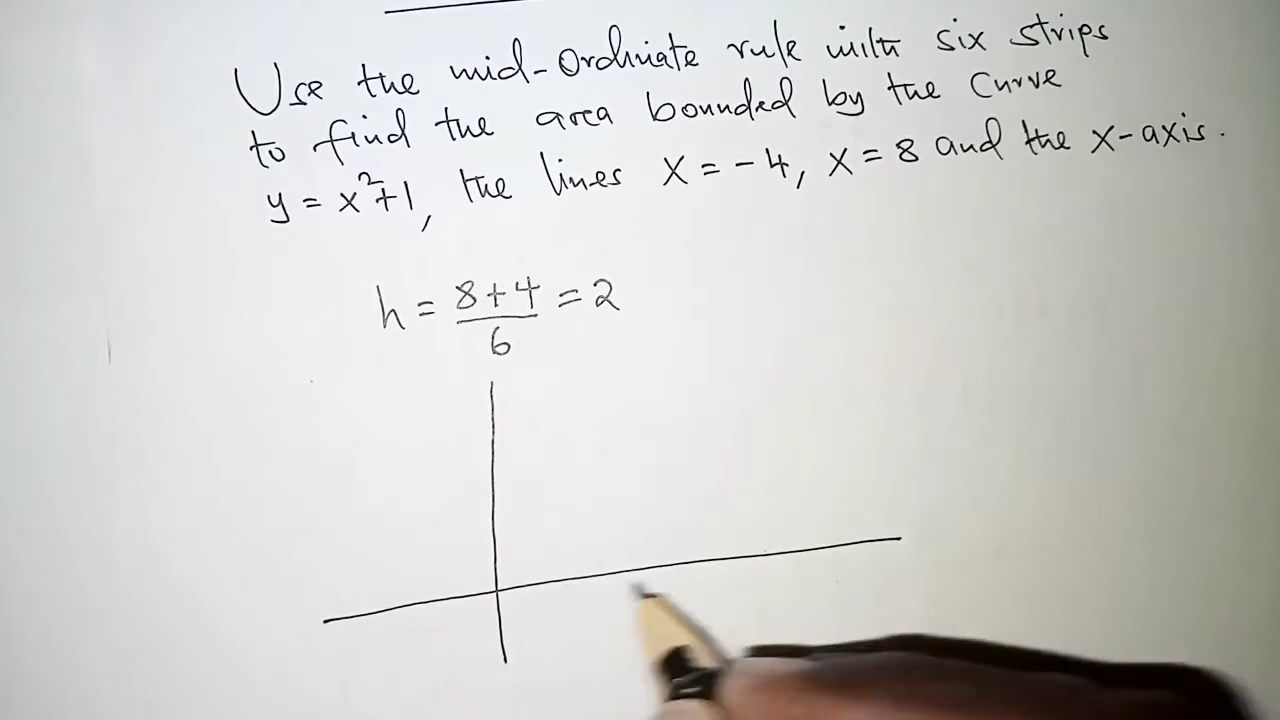 Use the mid-Ordinate rule with six strips
to find the area bounded by the Curve
y = x²+1, the lines x = -4, x = 8 and the x-axis.
h = 8+4/6 = 2